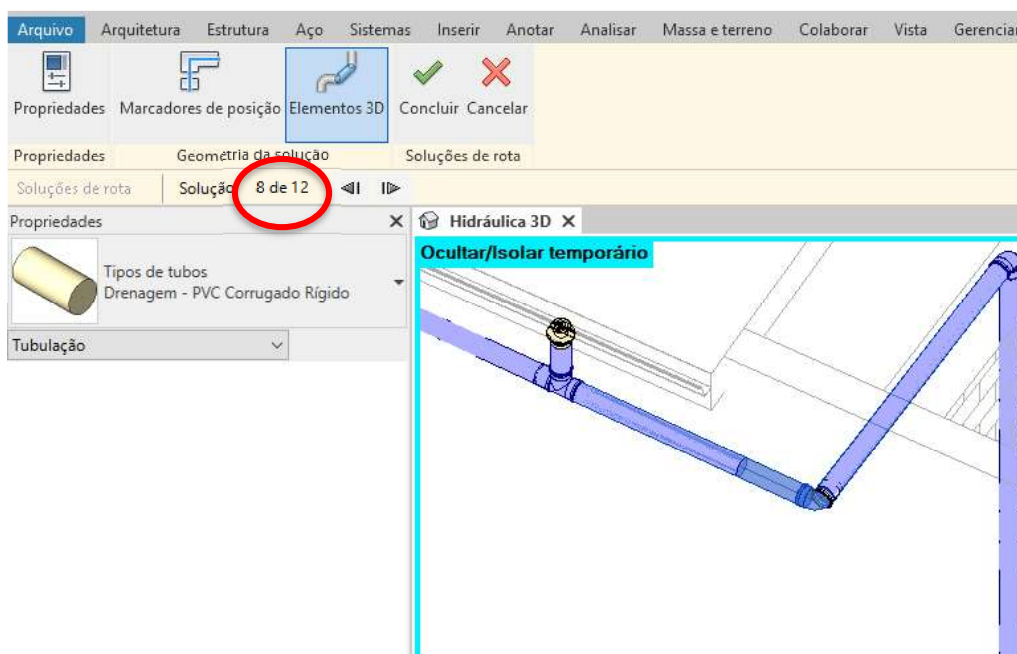 Arquivo Arquitetura Estrutura Aço Sistemas Inserir Anotar Analisar Massa e terreno Colaborar Vista Gerenciar
Propriedades Marcadores de posição Elementos 3D Concluir Cancelar
Propriedades Geometria da solução Soluções de rota
Soluções de rota Solução 8 de 12
Propriedades
Hidráulica 3D
Ocultar/Isolar temporário
Tipos de tubos
Drenagem - PVC Corrugado Rígido
Tubulação